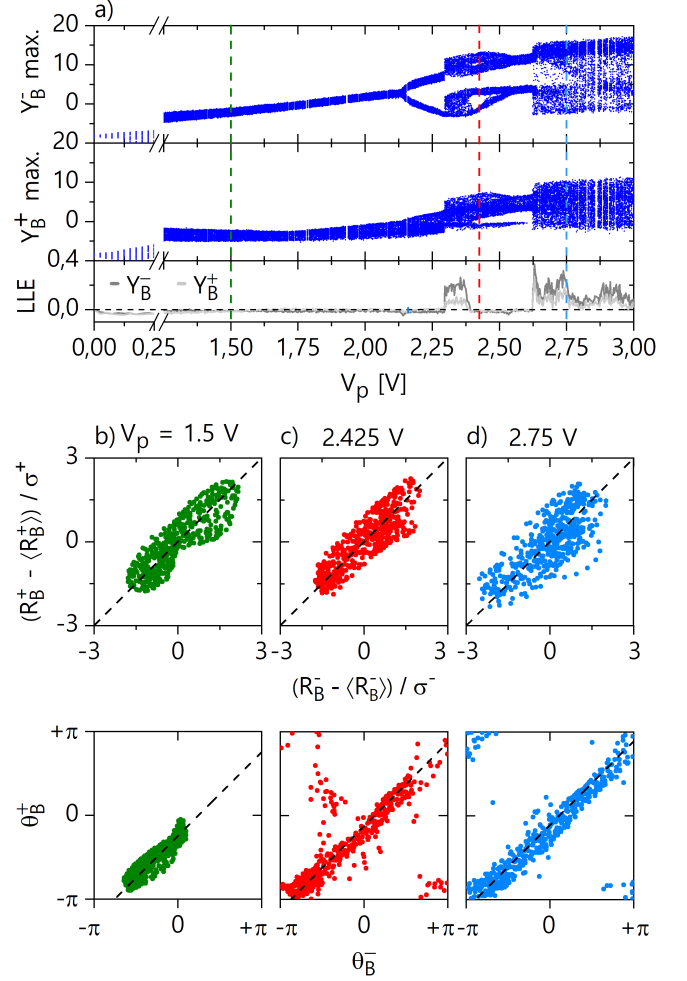 a)
20
10
0
Y_B^- max.
20
10
0
Y_B^+ max.
0,4
0,0
LLE
Y_B^- Y_B^+
0,00 0,25 1,50 1,75 2,00 2,25 2,50 2,75 3,00
V_p [V]
b) V_p = 1.5 V c) 2.425 V d) 2.75 V
3
0
-3
(R_B^+ - ⟨R_B^+⟩) / σ^+
-3 0 3 -3 0 3 -3 0 3
(R_B^- - ⟨R_B^-⟩) / σ^-
+π
0
-π
θ_B^+
-π 0 +π -π 0 +π -π 0 +π
θ_B^-